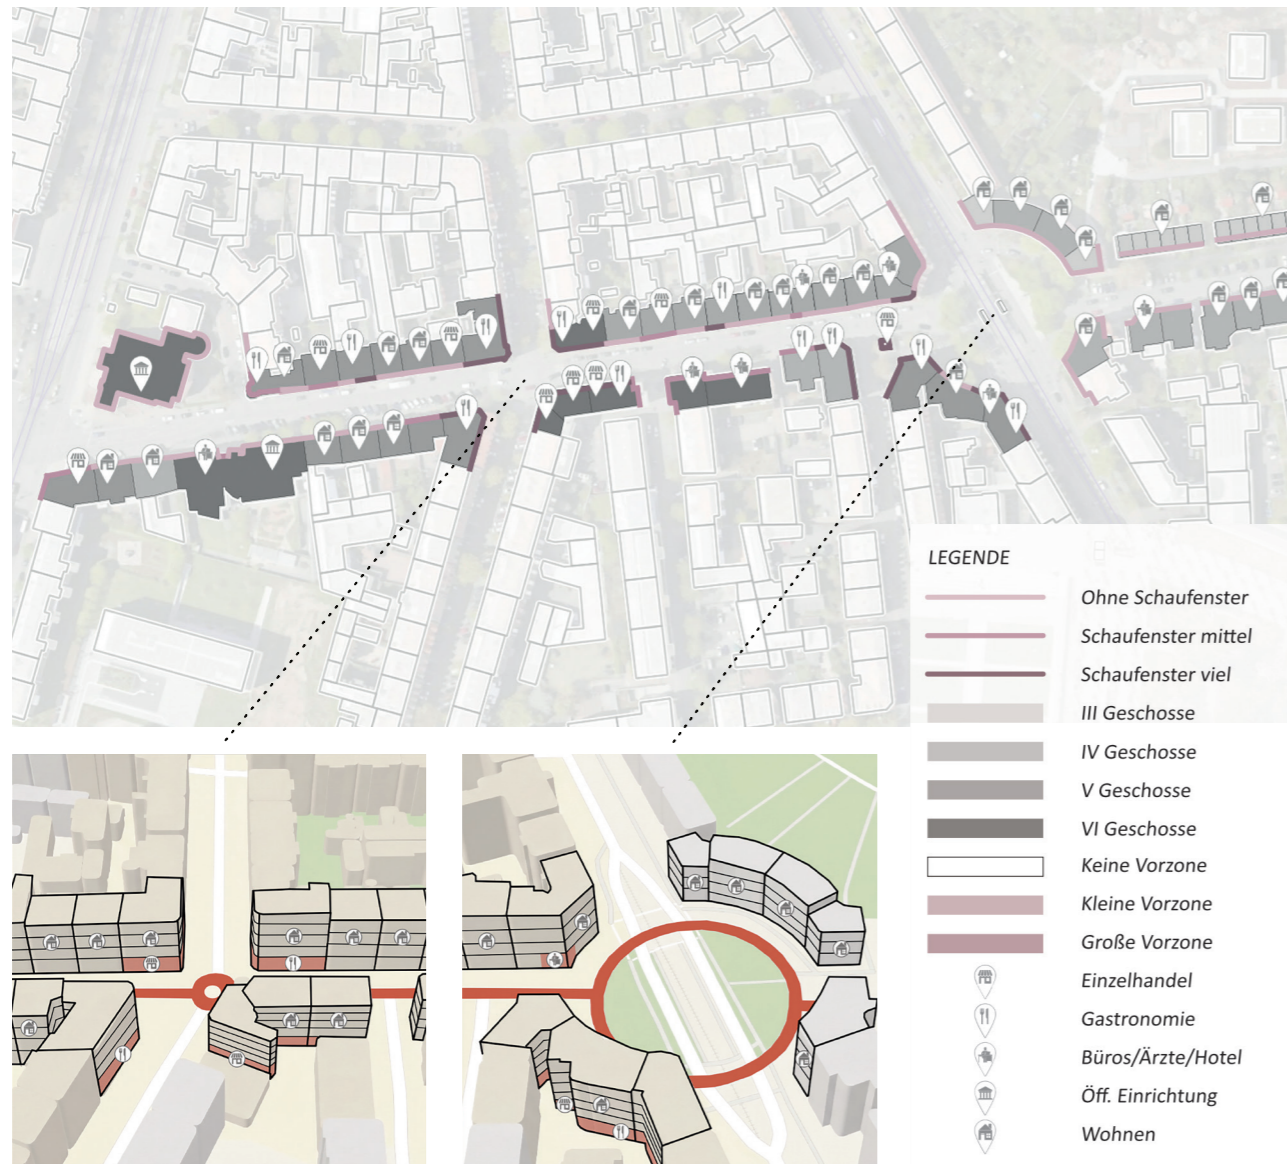 LEGENDE
Ohne Schaufenster
Schaufenster mittel
Schaufenster viel
III Geschosse
IV Geschosse
V Geschosse
VI Geschosse
Keine Vorzone
Kleine Vorzone
Große Vorzone
Einzelhandel
Gastronomie
Büros/Ärzte/Hotel
Öff. Einrichtung
Wohnen